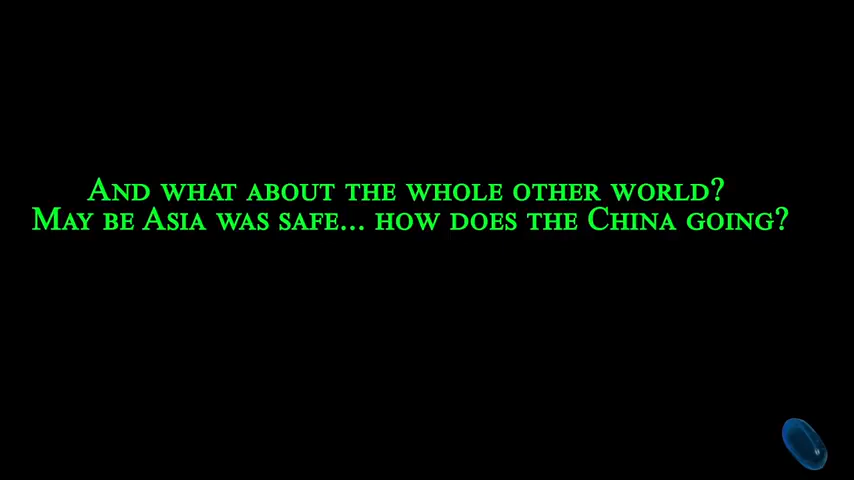 And what about the whole other world?
May be Asia was safe... how does the China going?